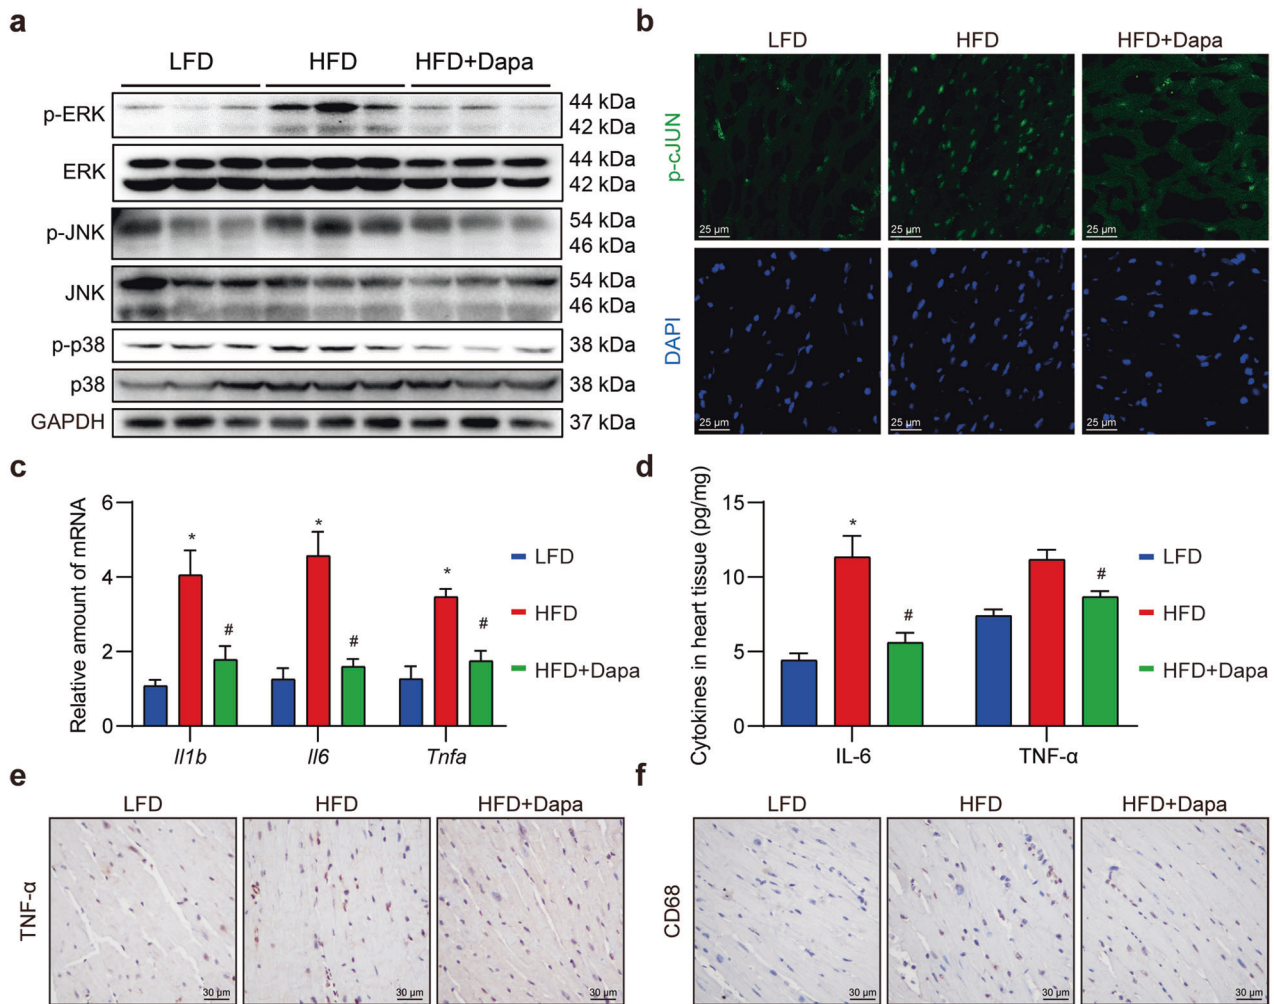 a
LFD HFD HFD+Dapa
p-ERK 44 kDa
42 kDa
ERK 44 kDa
42 kDa
p-JNK 54 kDa
46 kDa
JNK 54 kDa
46 kDa
p-p38 38 kDa
p38 38 kDa
GAPDH 37 kDa
b
LFD HFD HFD+Dapa
p-cJUN
25 µm 25 µm 25 µm
DAPI
25 µm 25 µm 25 µm
c
Relative amount of mRNA
6
4
2
0
* * *
# # #
Il1b Il6 Tnfa
LFD
HFD
HFD+Dapa
d
Cytokines in heart tissue (pg/mg)
15
10
5
0
*
# #
IL-6 TNF-α
LFD
HFD
HFD+Dapa
e
LFD HFD HFD+Dapa
TNF-α
30 µm 30 µm 30 µm
f
LFD HFD HFD+Dapa
CD68
30 µm 30 µm 30 µm